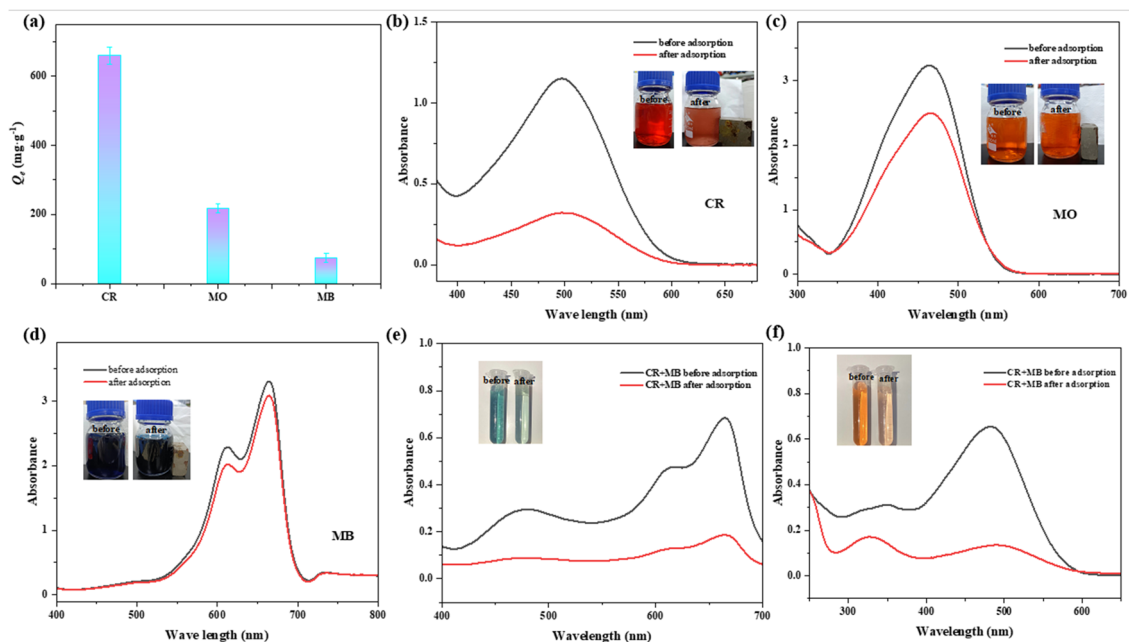 (a)
Qe (mg·g-1)
600
400
200
0
CR
MO
MB
(b)
Absorbance
1.5
1.0
0.5
0.0
before adsorption
after adsorption
before
after
CR
400
450
500
550
600
650
Wave length (nm)
(c)
Absorbance
3
2
1
0
before adsorption
after adsorption
before
after
MO
300
400
500
600
700
Wave length (nm)
(d)
Absorbance
3
2
1
0
before adsorption
after adsorption
before
after
MB
400
500
600
700
800
Wave length (nm)
(e)
Absorbance
1.0
0.8
0.6
0.4
0.2
0.0
CR+MB before adsorption
CR+MB after adsorption
before
after
400
500
600
700
Wave length (nm)
(f)
Absorbance
1.0
0.8
0.6
0.4
0.2
0.0
CR+MB before adsorption
CR+MB after adsorption
before
after
300
400
500
600
Wave length (nm)